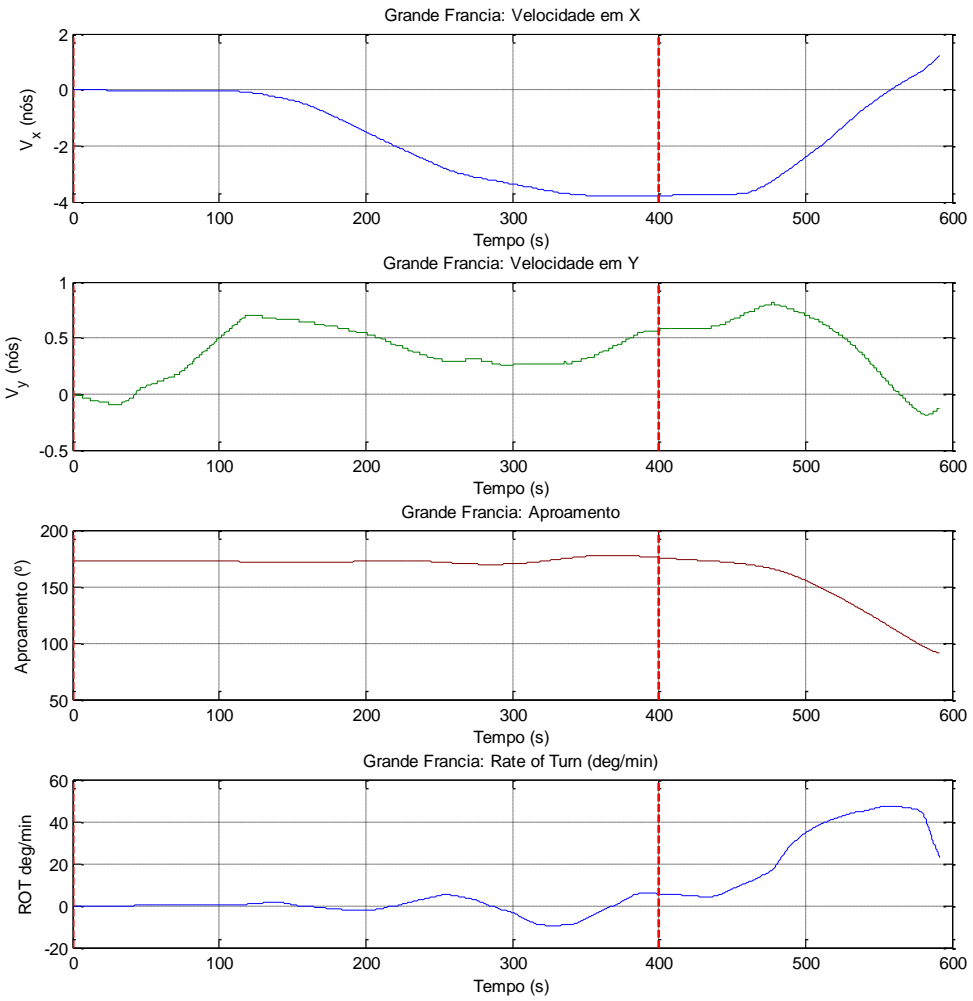 Grande Francia: Velocidade em X
2
0
-2
-4
V_x (nós)
0 100 200 300 400 500 600
Tempo (s)
Grande Francia: Velocidade em Y
1
0.5
0
-0.5
V_y (nós)
0 100 200 300 400 500 600
Tempo (s)
Grande Francia: Aproamento
200
150
100
50
Aproamento (º)
0 100 200 300 400 500 600
Tempo (s)
Grande Francia: Rate of Turn (deg/min)
60
40
20
0
-20
ROT deg/min
0 100 200 300 400 500 600
Tempo (s)